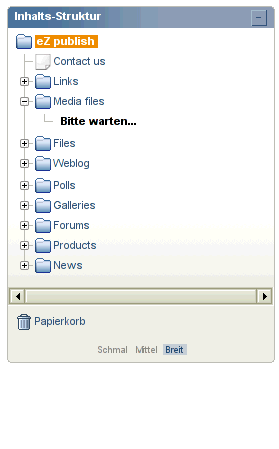 Inhalts-Struktur
eZ publish
Contact us
Links
Media files
Bitte warten...
Files
Weblog
Polls
Galleries
Forums
Products
News
Papierkorb
Schmal Mittel Breit